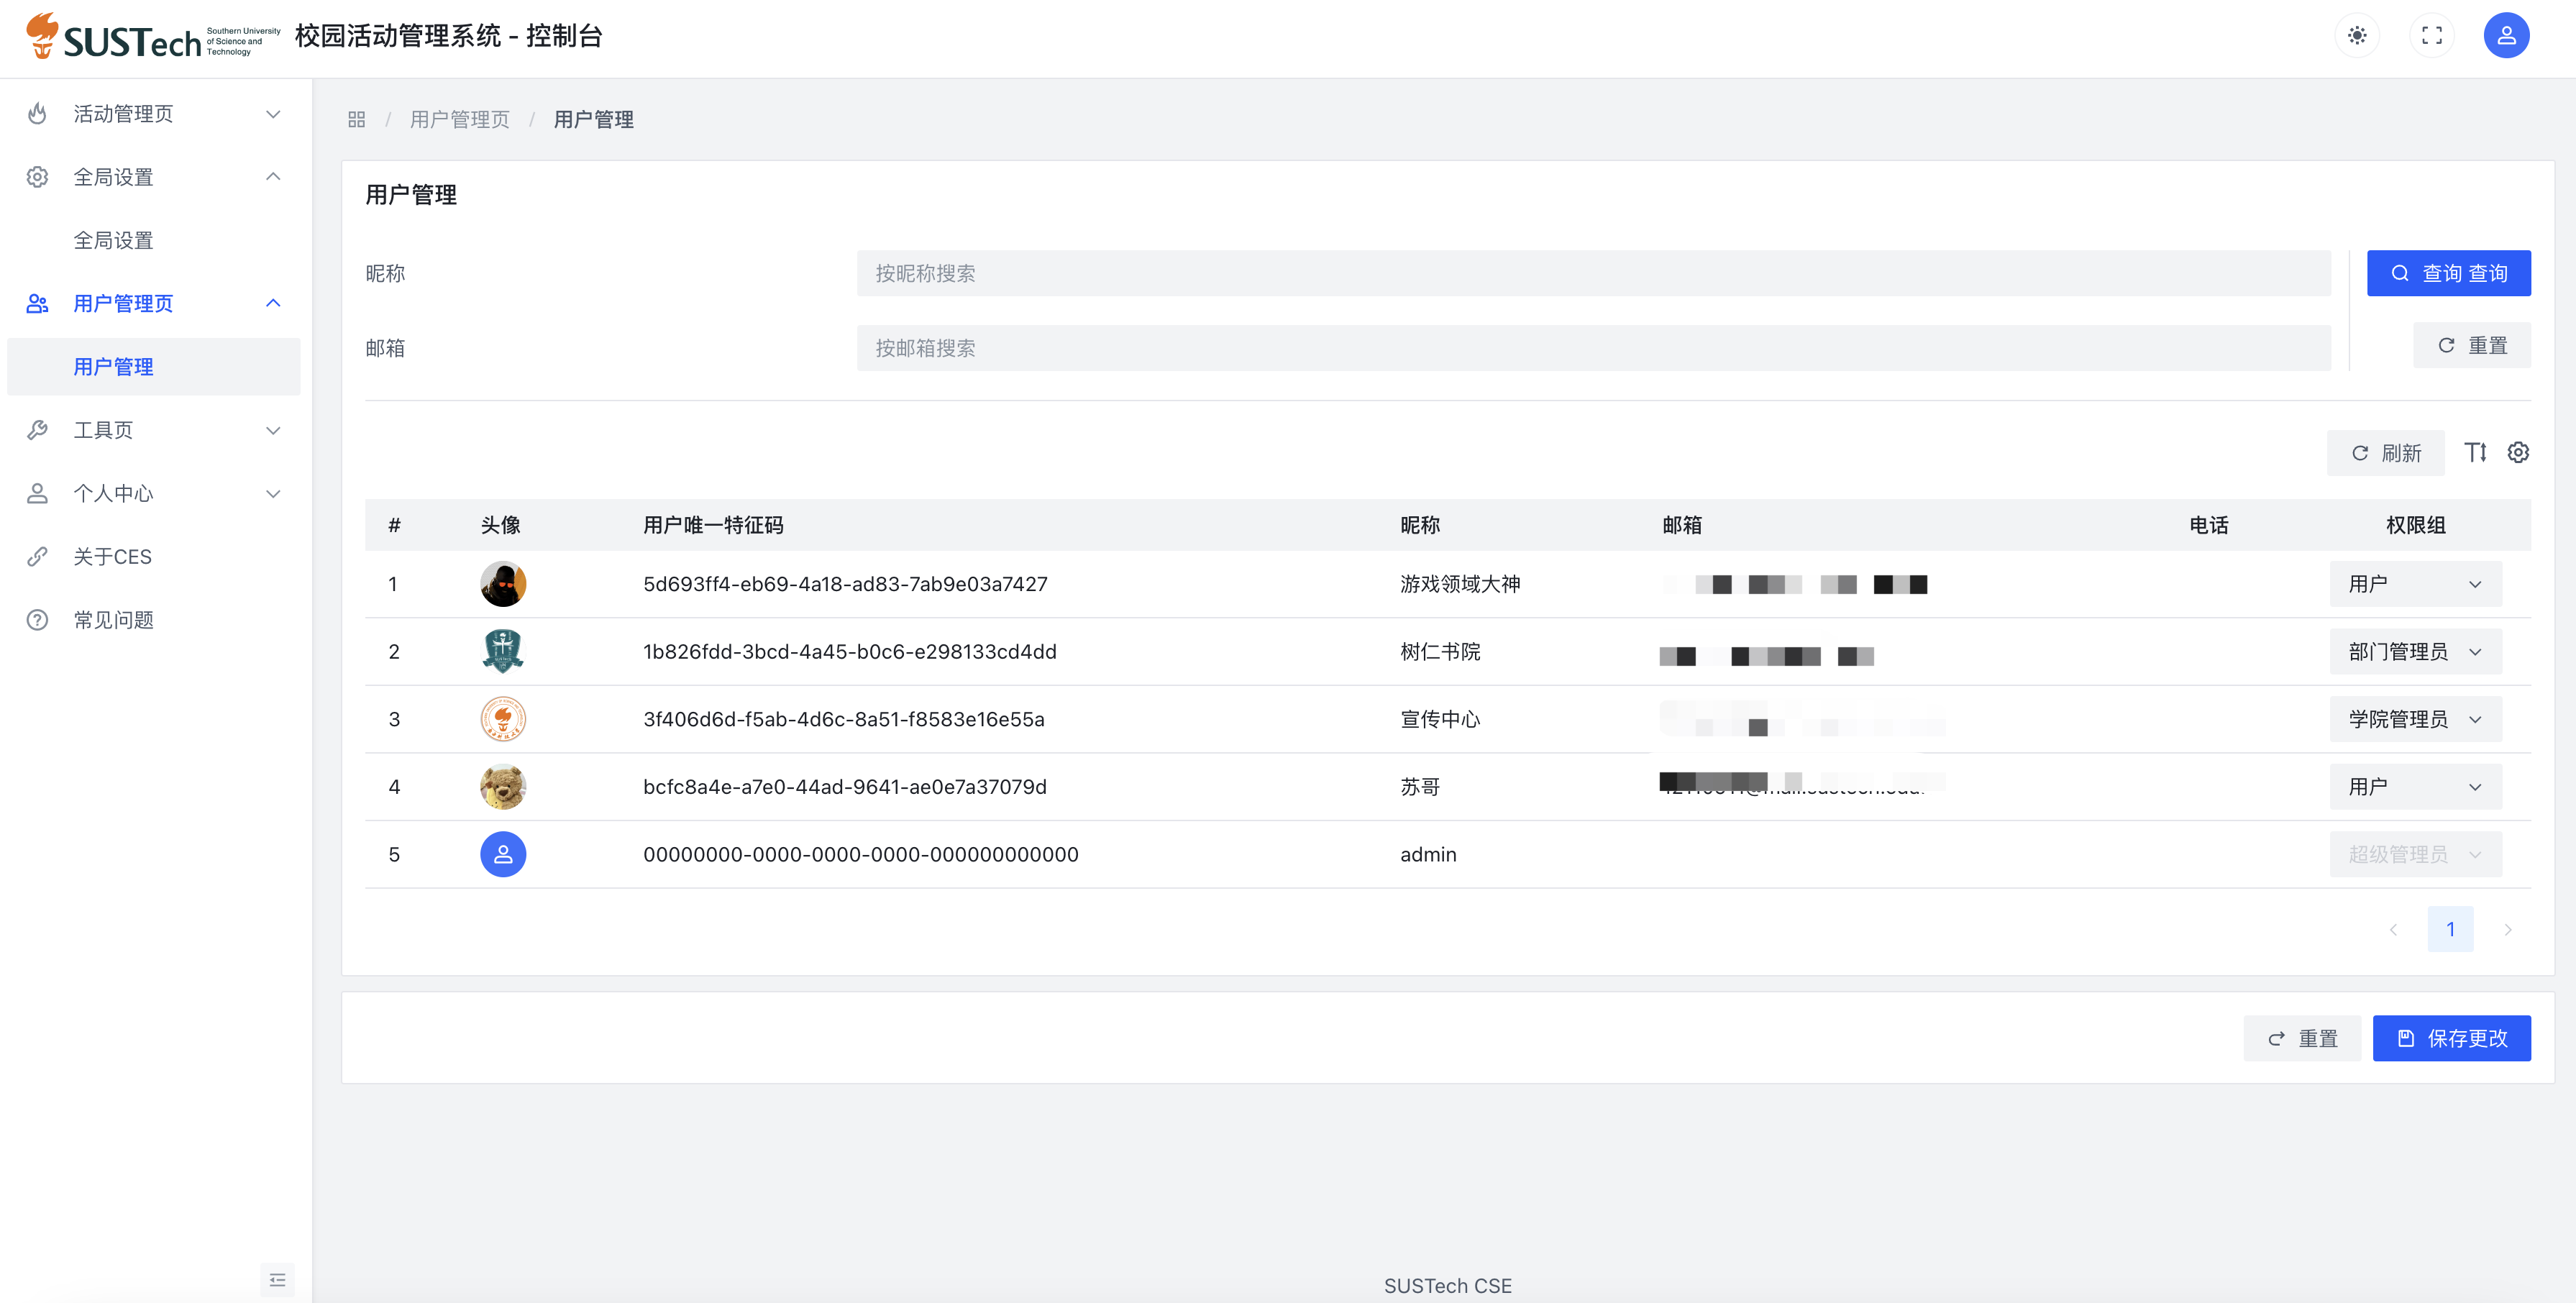 SUSTech Southern University of Science and Technology 校园活动管理系统 - 控制台
活动管理页
全局设置
全局设置
用户管理页
用户管理
工具页
个人中心
关于CES
常见问题
/ 用户管理页 / 用户管理
用户管理
昵称 按昵称搜索 查询 查询
邮箱 按邮箱搜索 重置
刷新
# 头像 用户唯一特征码 昵称 邮箱 电话 权限组
1 5d693ff4-eb69-4a18-ad83-7ab9e03a7427 游戏领域大神 用户
2 1b826fdd-3bcd-4a45-b0c6-e298133cd4dd 树仁书院 部门管理员
3 3f406d6d-f5ab-4d6c-8a51-f8583e16e55a 宣传中心 学院管理员
4 bcfc8a4e-a7e0-44ad-9641-ae0e7a37079d 苏哥 用户
5 00000000-0000-0000-0000-000000000000 admin 超级管理员
1
重置 保存更改
SUSTech CSE